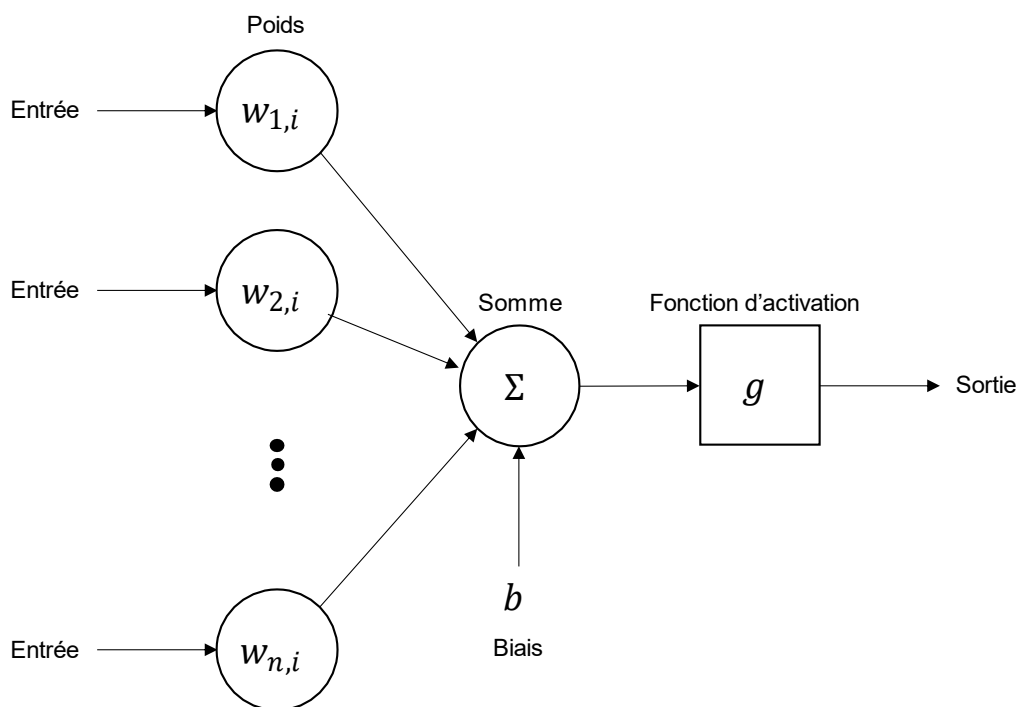 Poids
Entrée
w1,i
Entrée
w2,i
Somme
Fonction d’activation
Σ
g
Sortie
b
Biais
Entrée
wn,i